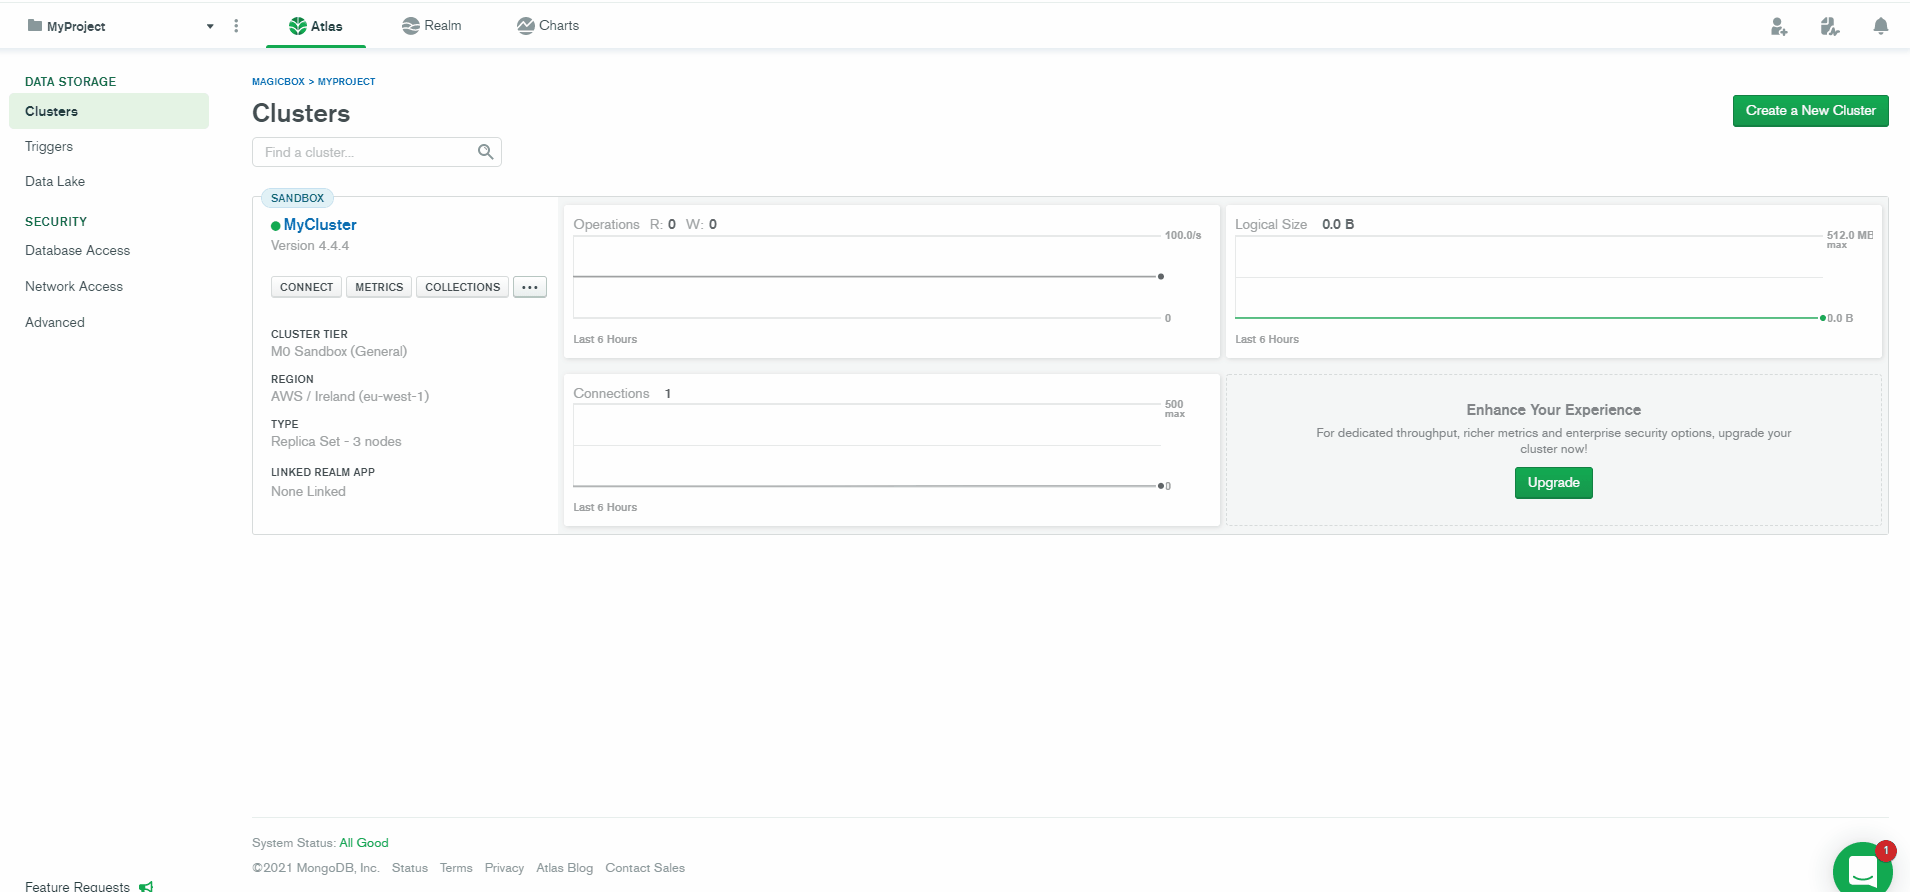 MyProject
Atlas
Realm
Charts
DATA STORAGE
Clusters
Triggers
Data Lake
SECURITY
Database Access
Network Access
Advanced
Feature Requests
MAGICBOX > MYPROJECT
Clusters
Create a New Cluster
Find a cluster...
SANDBOX
MyCluster
Version 4.4.4
CONNECT
METRICS
COLLECTIONS
...
CLUSTER TIER
M0 Sandbox (General)
REGION
AWS / Ireland (eu-west-1)
TYPE
Replica Set - 3 nodes
LINKED REALM APP
None Linked
Operations R: 0 W: 0
100.0/s
0
Last 6 Hours
Logical Size 0.0 B
512.0 MB
max
0.0 B
Last 6 Hours
Connections 1
500
max
0
Last 6 Hours
Enhance Your Experience
For dedicated throughput, richer metrics and enterprise security options, upgrade your
cluster now!
Upgrade
System Status: All Good
©2021 MongoDB, Inc. Status Terms Privacy Atlas Blog Contact Sales
1